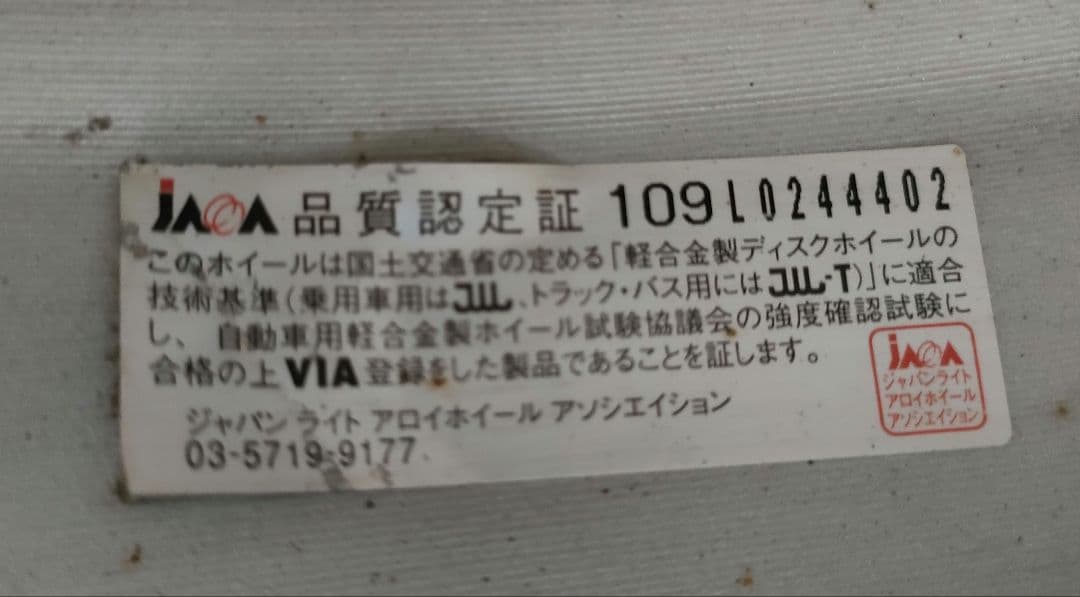 JAWA 品質認定証 109L0244402
このホイールは国土交通省の定める「軽合金製ディスクホイールの
技術基準(乗用車用はJWL、トラック・バス用にはJWL-T)」に適合
し、自動車用軽合金製ホイール試験協議会の強度確認試験に
合格の上VIA登録をした製品であることを証します。
ジャパン ライト アロイホイール アソシエイション
03-5719-9177
JAWA
ジャパンライト
アロイホイール
アソシエイション